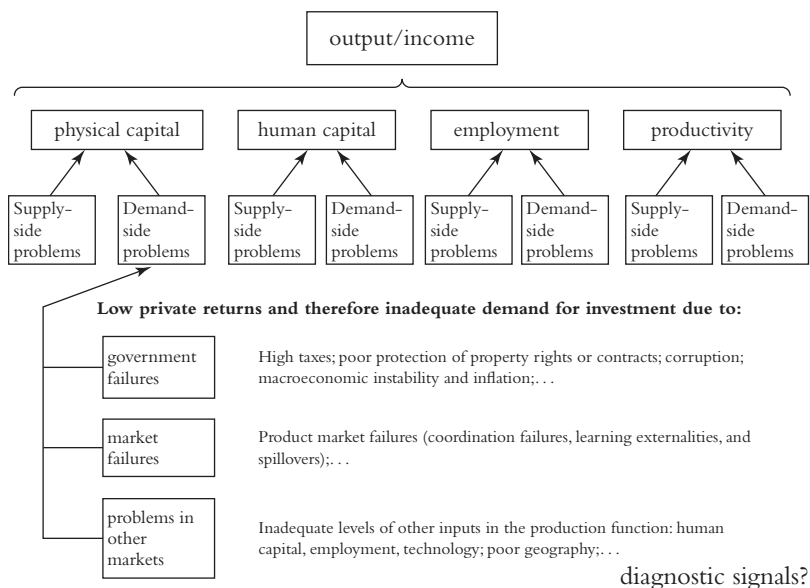 output/income
physical capital
human capital
employment
productivity
Supply-
side
problems
Demand-
side
problems
Supply-
side
problems
Demand-
side
problems
Supply-
side
problems
Demand-
side
problems
Supply-
side
problems
Demand-
side
problems
Low private returns and therefore inadequate demand for investment due to:
government
failures
High taxes; poor protection of property rights or contracts; corruption;
macroeconomic instability and inflation;. . .
market
failures
Product market failures (coordination failures, learning externalities, and
spillovers);. . .
problems in
other
markets
Inadequate levels of other inputs in the production function: human
capital, employment, technology; poor geography;. . .
diagnostic signals?